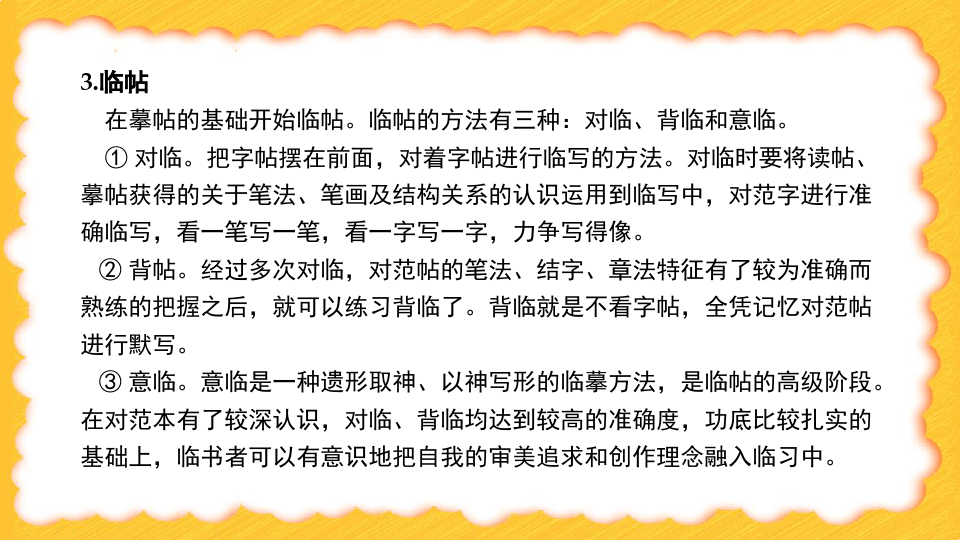 3.临帖
在摹帖的基础开始临帖。临帖的方法有三种：对临、背临和意临。
① 对临。把字帖摆在前面，对着字帖进行临写的方法。对临时要将读帖、
摹帖获得的关于笔法、笔画及结构关系的认识运用到临写中，对范字进行准
确临写，看一笔写一笔，看一字写一字，力争写得像。
② 背帖。经过多次对临，对范帖的笔法、结字、章法特征有了较为准确而
熟练的把握之后，就可以练习背临了。背临就是不看字帖，全凭记忆对范帖
进行默写。
③ 意临。意临是一种遗形取神、以神写形的临摹方法，是临帖的高级阶段。
在对范本有了较深认识，对临、背临均达到较高的准确度，功底比较扎实的
基础上，临书者可以有意识地把自我的审美追求和创作理念融入临习中。